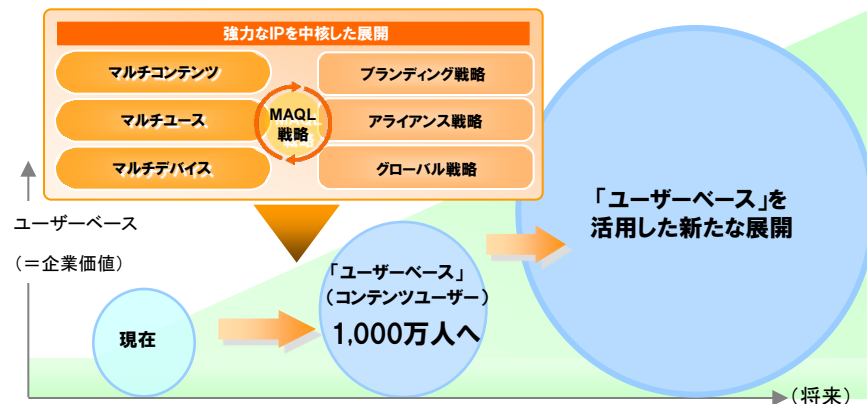 強力なIPを中核した展開
マルチコンテンツ
ブランディング戦略
マルチユース
MAQL
戦略
アライアンス戦略
マルチデバイス
グローバル戦略
ユーザーベース
(＝企業価値)
「ユーザーベース」を
活用した新たな展開
「ユーザーベース」
(コンテンツユーザー)
1,000万人へ
現在
(将来)